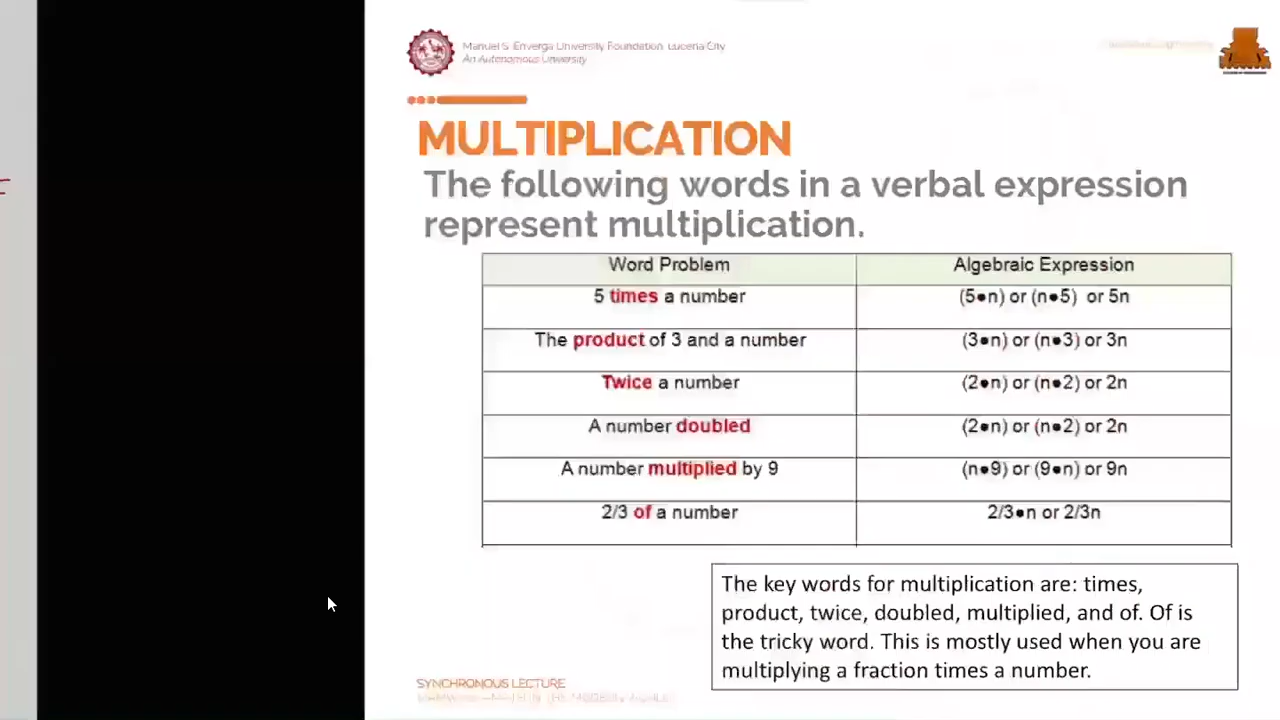 Manuel S. Enverga University Foundation Lucena City
An Autonomous University
MULTIPLICATION
The following words in a verbal expression
represent multiplication.
Word Problem Algebraic Expression
5 times a number (5●n) or (n●5) or 5n
The product of 3 and a number (3●n) or (n●3) or 3n
Twice a number (2●n) or (n●2) or 2n
A number doubled (2●n) or (n●2) or 2n
A number multiplied by 9 (n●9) or (9●n) or 9n
2/3 of a number 2/3●n or 2/3n
The key words for multiplication are: times,
product, twice, doubled, multiplied, and of. Of is
the tricky word. This is mostly used when you are
multiplying a fraction times a number.
SYNCHRONOUS LECTURE